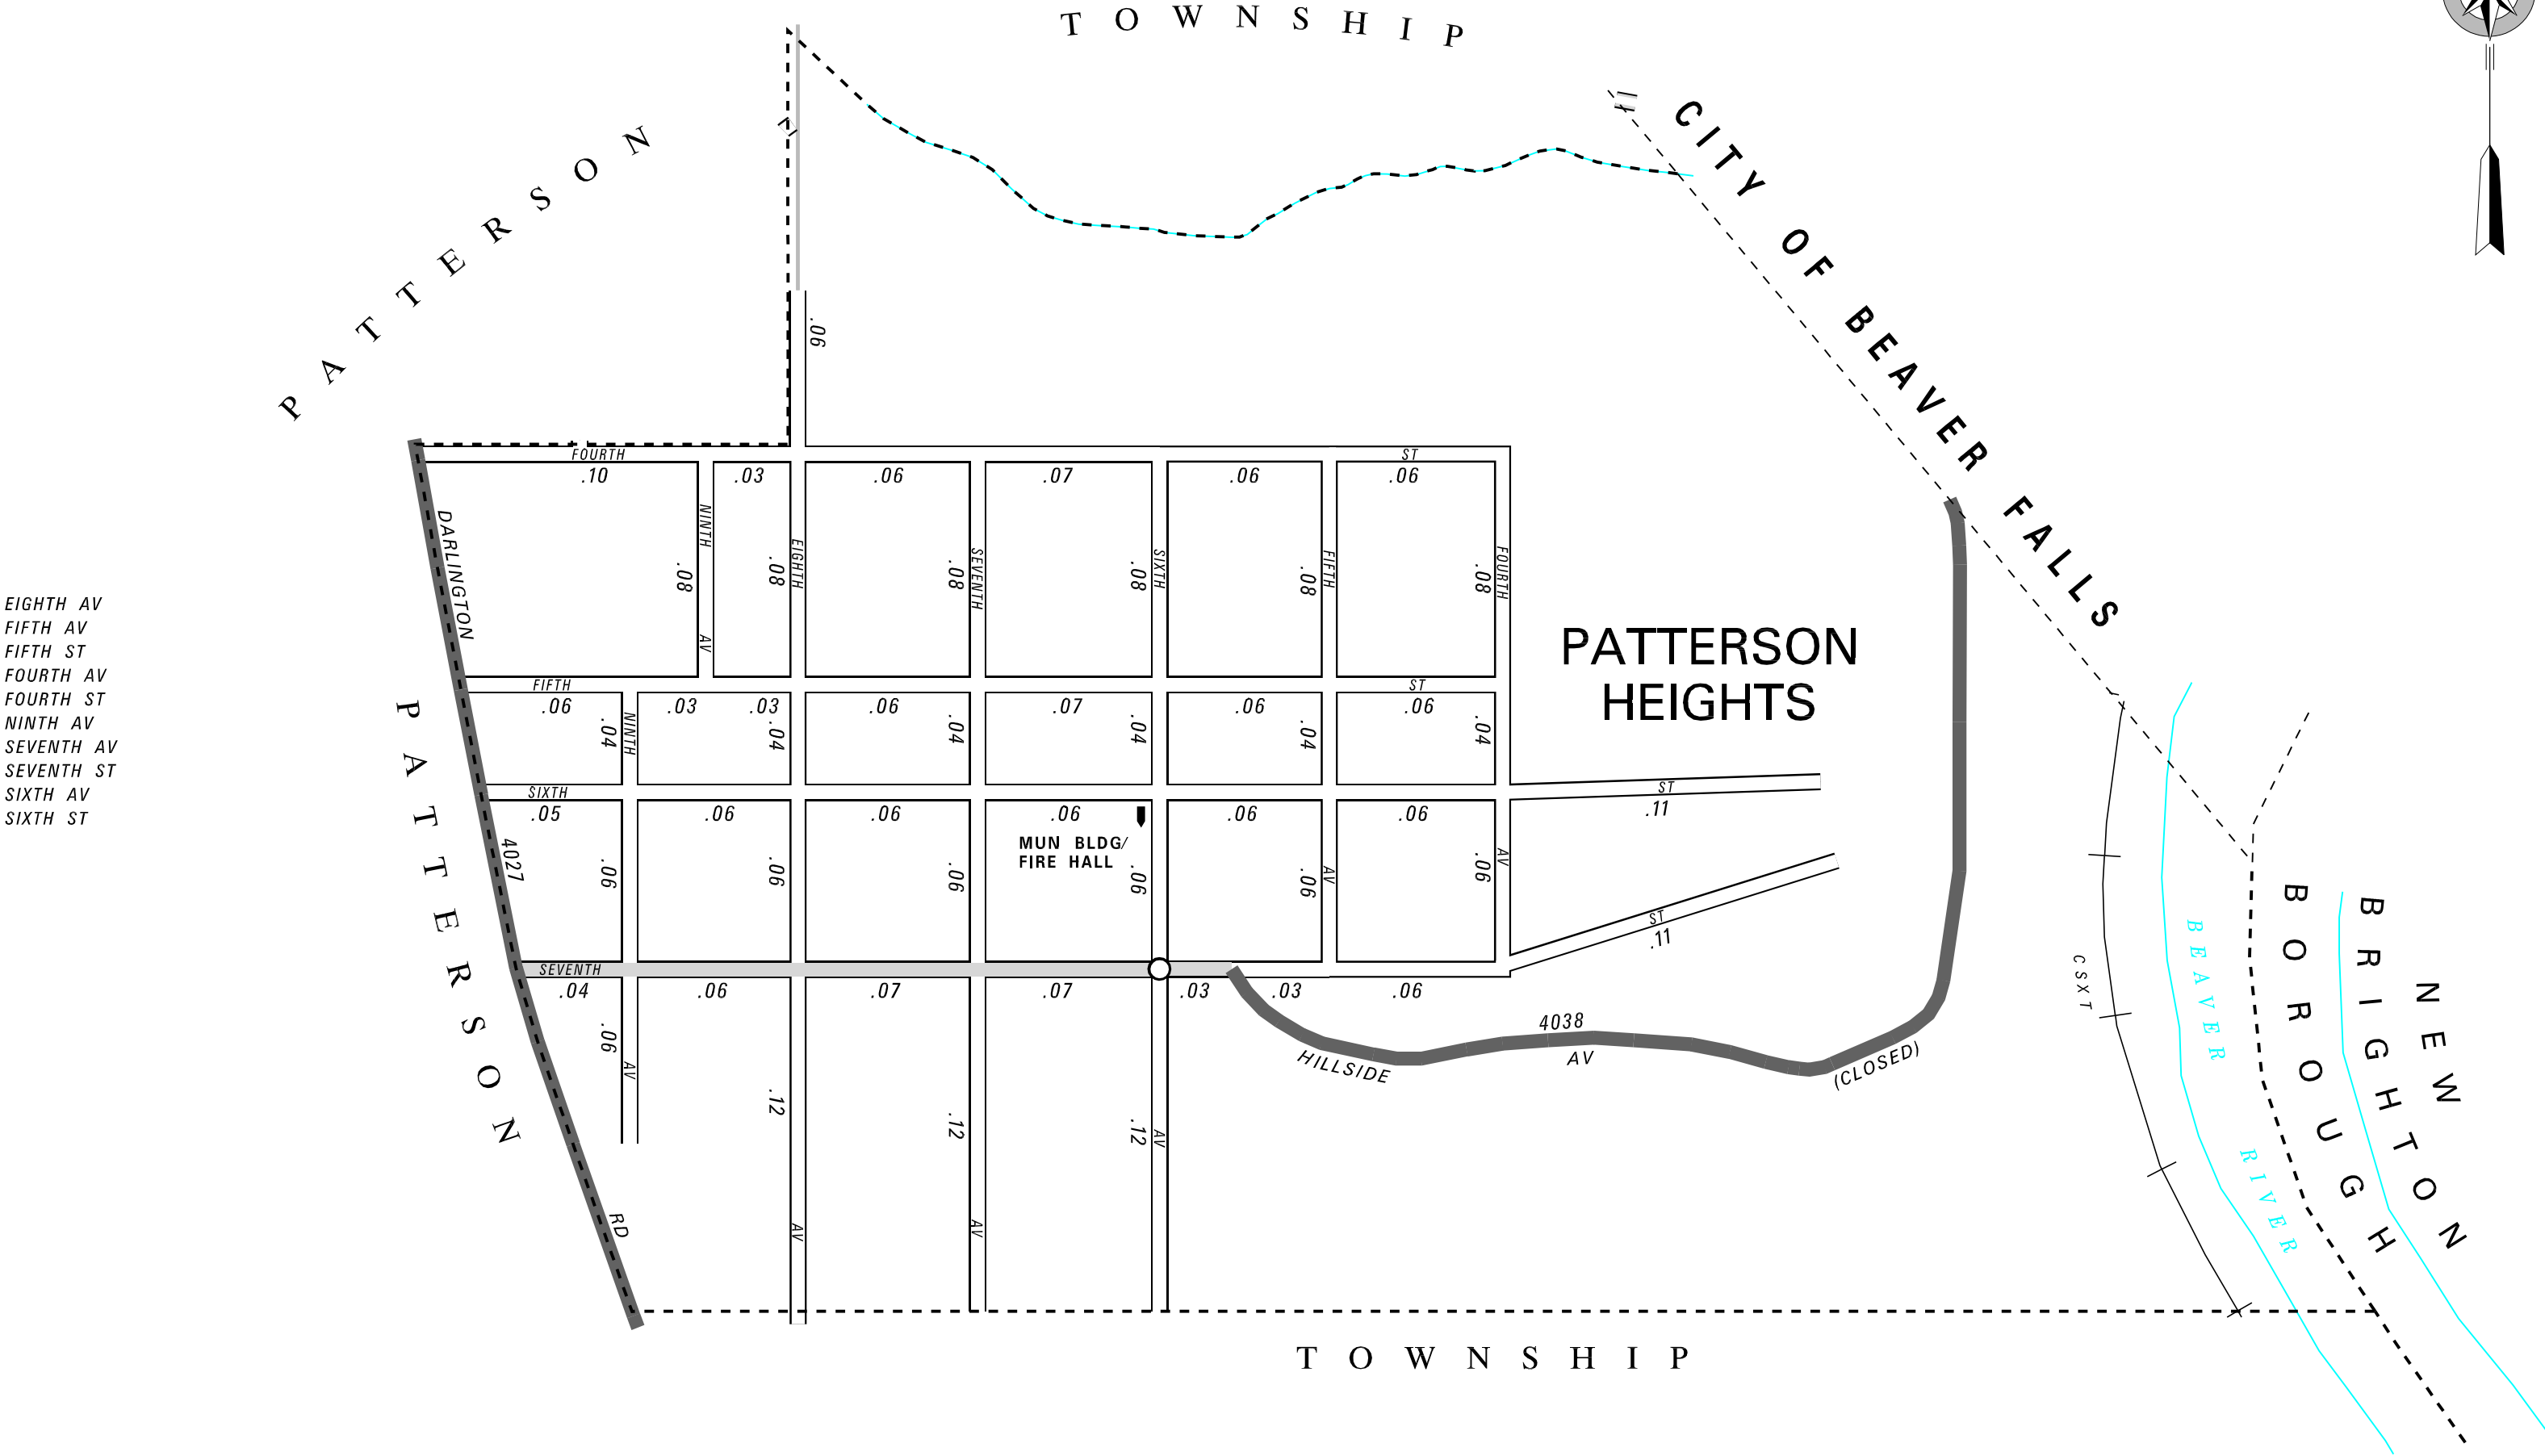 T O W N S H I P
P A T T E R S O N
CITY OF BEAVER FALLS
.06
FOURTH ST
.10 .03 .06 .07 .06 .06
DARLINGTON
NINTH
AV
EIGHTH
SEVENTH
SIXTH
FIFTH
FOURTH
.08 .08 .08 .08 .08 .08
EIGHTH AV
FIFTH AV
FIFTH ST
FOURTH AV
FOURTH ST
NINTH AV
SEVENTH AV
SEVENTH ST
SIXTH AV
SIXTH ST
PATTERSON
HEIGHTS
FIFTH ST
.06 .03 .03 .06 .07 .06 .06
NINTH
.04 .04 .04 .04 .04 .04
P A T T E R S O N
SIXTH ST
.05 .06 .06 .06 .06 .06 .11
MUN BLDG/
FIRE HALL
4027
.06 .06 .06 .06 .06 .06
AV
AV
ST
.11
SEVENTH
.04 .06 .07 .07 .03 .03 .06
.06
AV
4038
HILLSIDE AV (CLOSED)
.12 .12 .12
AV
AV
AV
RD
CSXT
BEAVER RIVER
NEW
BRIGHTON
BOROUGH
T O W N S H I P